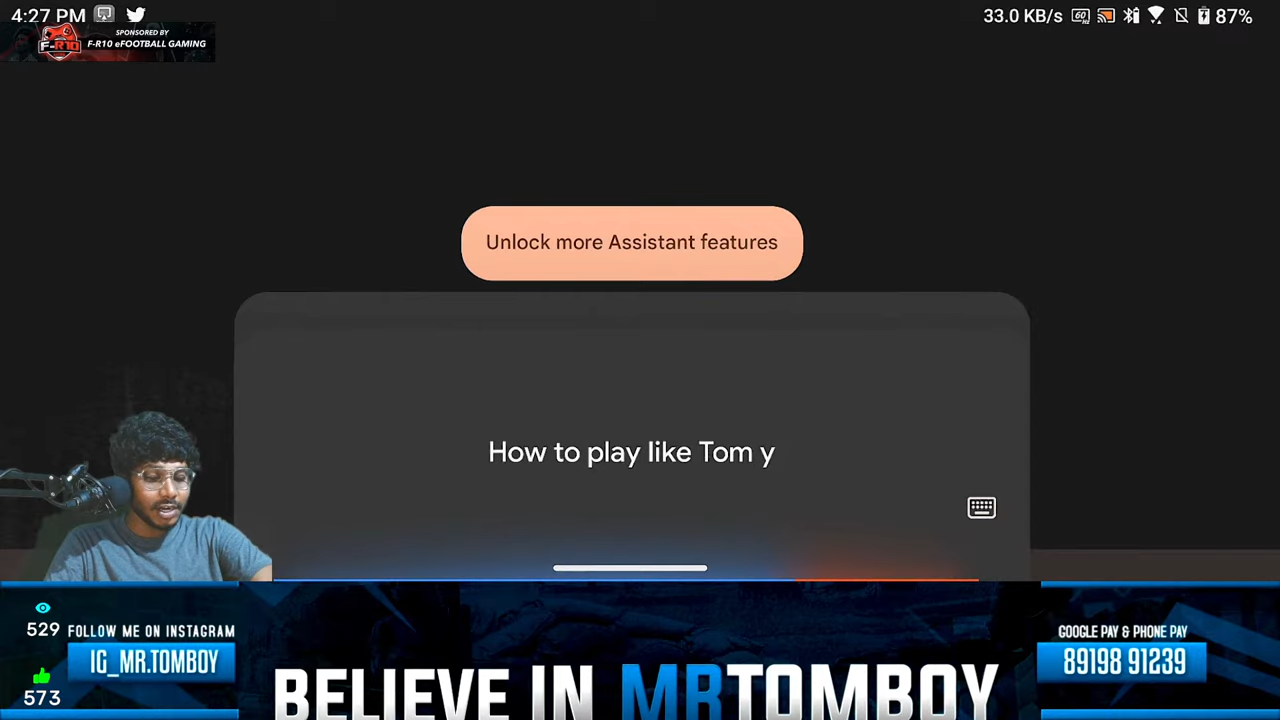 4:27 PM
33.0 KB/s
60
87%
SPONSORED BY
F-R10 eFOOTBALL GAMING
F-R10
Unlock more Assistant features
How to play like Tom y
529
573
FOLLOW ME ON INSTAGRAM
IG_MR.TOMBOY
BELIEVE IN MRTOMBOY
GOOGLE PAY & PHONE PAY
89198 91239